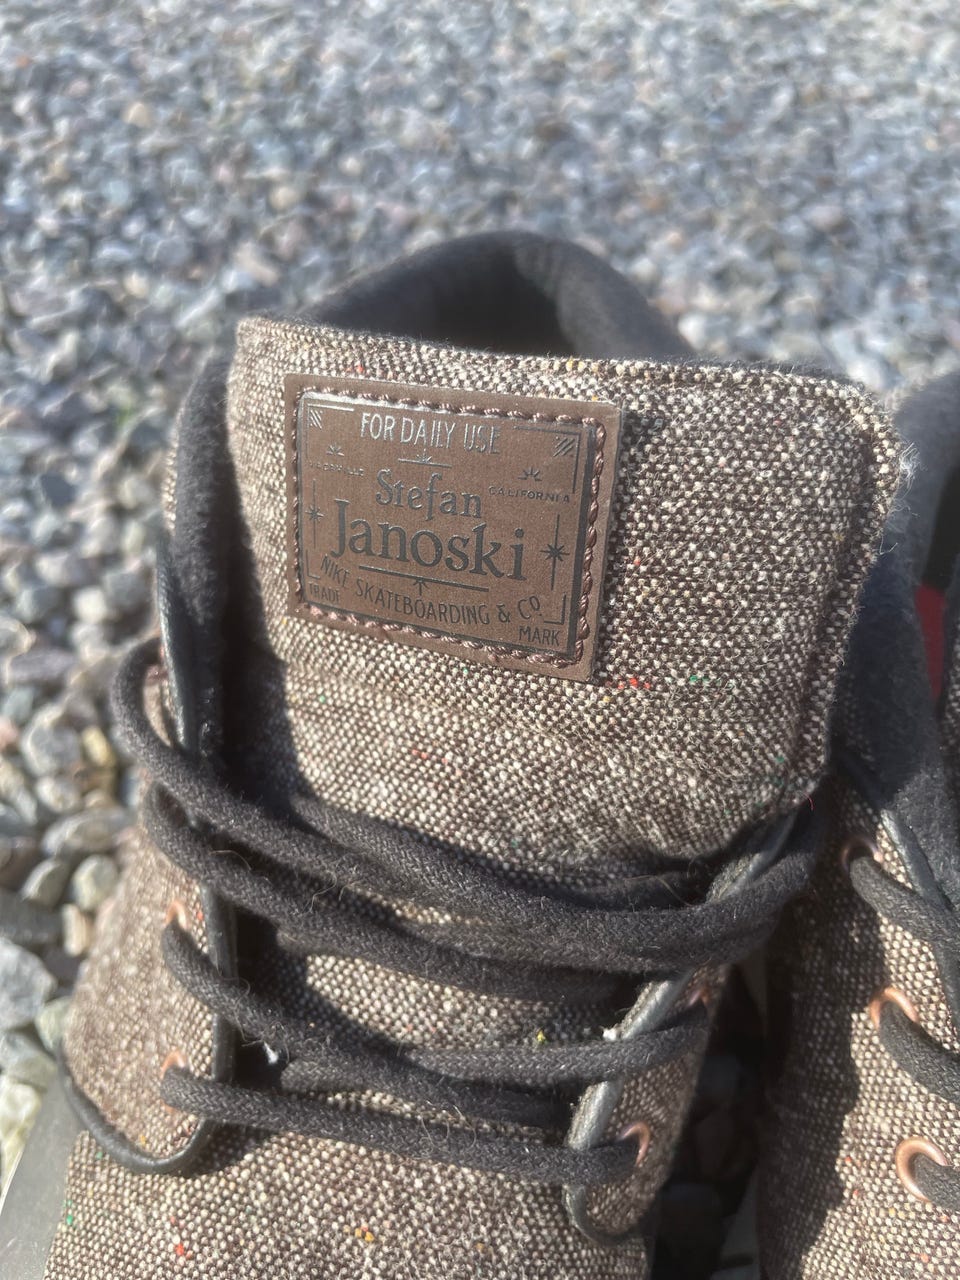 FOR DAILY USE
CALIFORNIA
Stefan
Janoski
NIKE SKATEBOARDING & Co.
TRADE
MARK